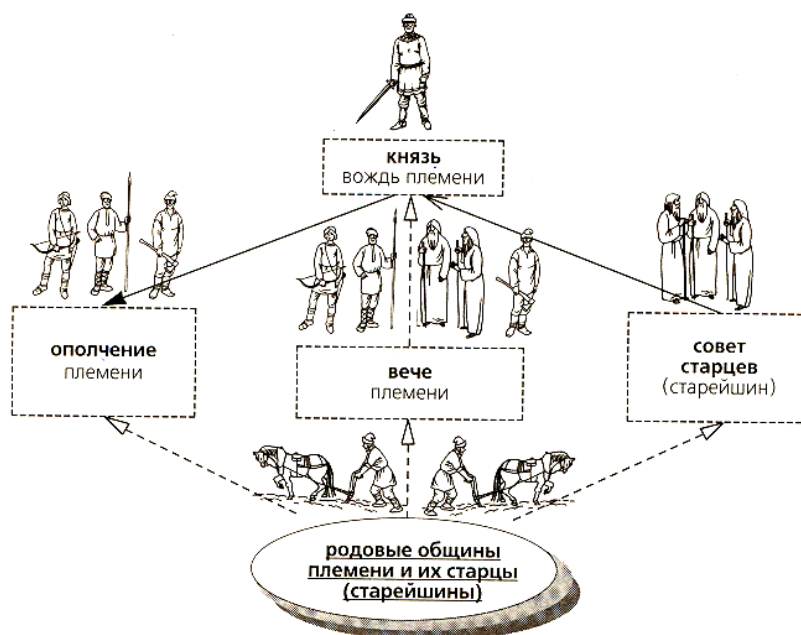 князь
вождь племени
ополчение
племени
вече
племени
совет
старцев
(старейшин)
родовые общины
племени и их старцы
(старейшины)